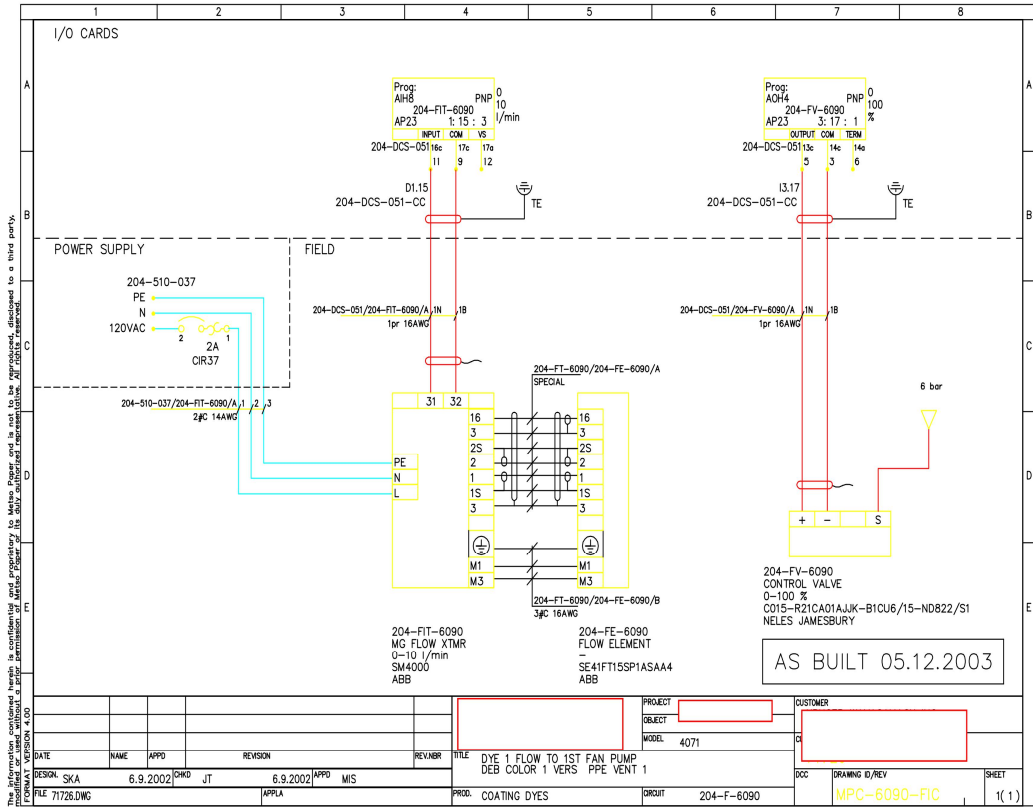 1 2 3 4 5 6 7 8
I/O CARDS
A
A
Prog:
AIH8 PNP
204-FIT-6090
AP23 1: 15 : 3
0
10
l/min
INPUT COM VS
204-DCS-051 16c 17c 17a
11 9 12
Prog:
AOH4 PNP
204-FV-6090
AP23 3: 17 : 1
0
100
%
OUTPUT COM TERM
204-DCS-051 13c 14c 14a
5 3 6
D1.15
204-DCS-051-CC
TE
I3.17
204-DCS-051-CC
TE
B
B
POWER SUPPLY
FIELD
204-510-037
PE
N
120VAC
2 1
2A
CIR37
204-DCS-051/204-FIT-6090/A 1N 1B
1pr 16AWG
204-DCS-051/204-FV-6090/A 1N 1B
1pr 16AWG
C
C
204-FT-6090/204-FE-6090/A
SPECIAL
6 bar
204-510-037/204-FIT-6090/A 1 2 3
2#C 14AWG
31 32
16 16
3 3
2S 2S
2 2
1 1
1S 1S
3 3
PE
N
L
M1 M1
M3 M3
D
D
+ - S
204-FT-6090/204-FE-6090/B
3#C 16AWG
E
E
204-FIT-6090
MG FLOW XTMR
0-10 l/min
SM4000
ABB
204-FE-6090
FLOW ELEMENT
-
SE41FT15SP1ASAA4
ABB
204-FV-6090
CONTROL VALVE
0-100 %
C015-R21CA01AJJK-B1CU6/15-ND822/S1
NELES JAMESBURY
AS BUILT 05.12.2003
The information contained herein is confidential and proprietary to Metso Paper and is not to be reproduced, disclosed to a third party,
modified or used without a prior permission of Metso Paper or its duly authorized representative. All rights reserved.
FORMAT VERSION 4.00
DATE NAME APPD REVISION REV.NBR
DESIGN. SKA 6.9.2002 CHKD JT 6.9.2002 APPD MIS
FILE 71726.DWG APPLA
TITLE DYE 1 FLOW TO 1ST FAN PUMP
DEB COLOR 1 VERS PPE VENT 1
PROD. COATING DYES
PROJECT
OBJECT
MODEL 4071
CIRCUIT 204-F-6090
CUSTOMER
DCC DRAWING ID/REV SHEET
MPC-6090-FIC 1(1)